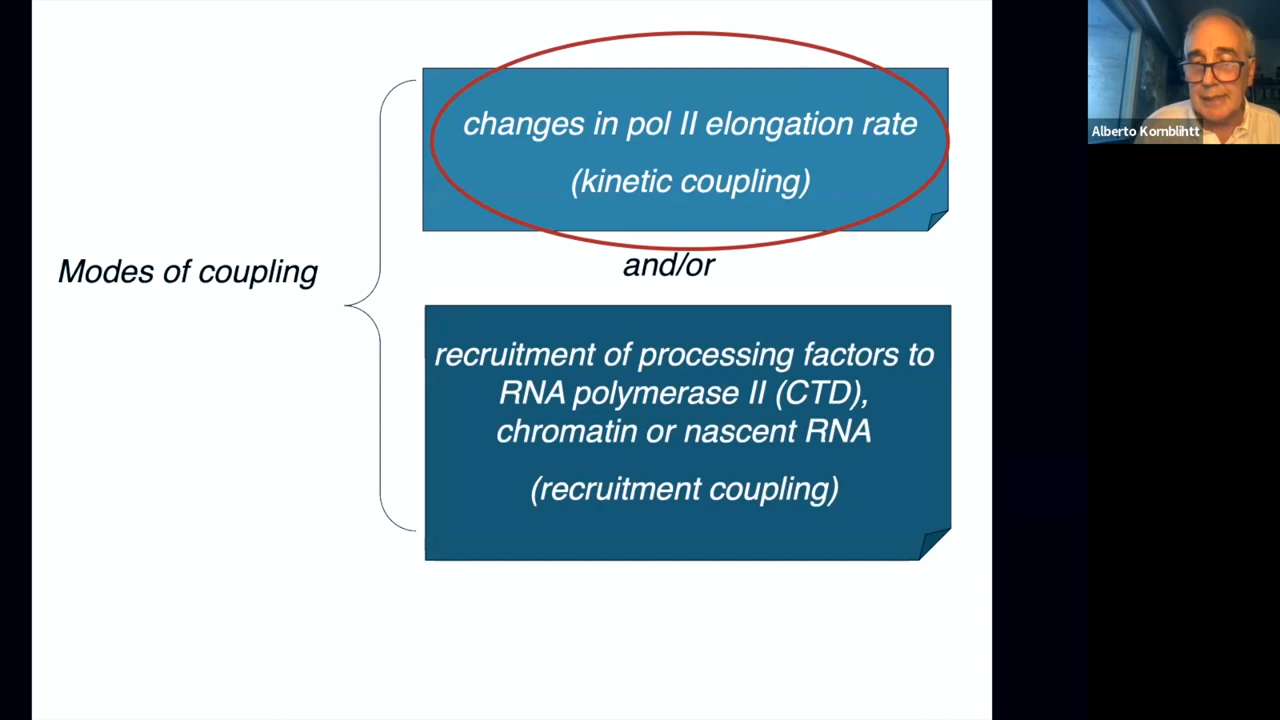 changes in pol II elongation rate
(kinetic coupling)
Modes of coupling
and/or
recruitment of processing factors to
RNA polymerase II (CTD),
chromatin or nascent RNA
(recruitment coupling)
Alberto Kornblihtt